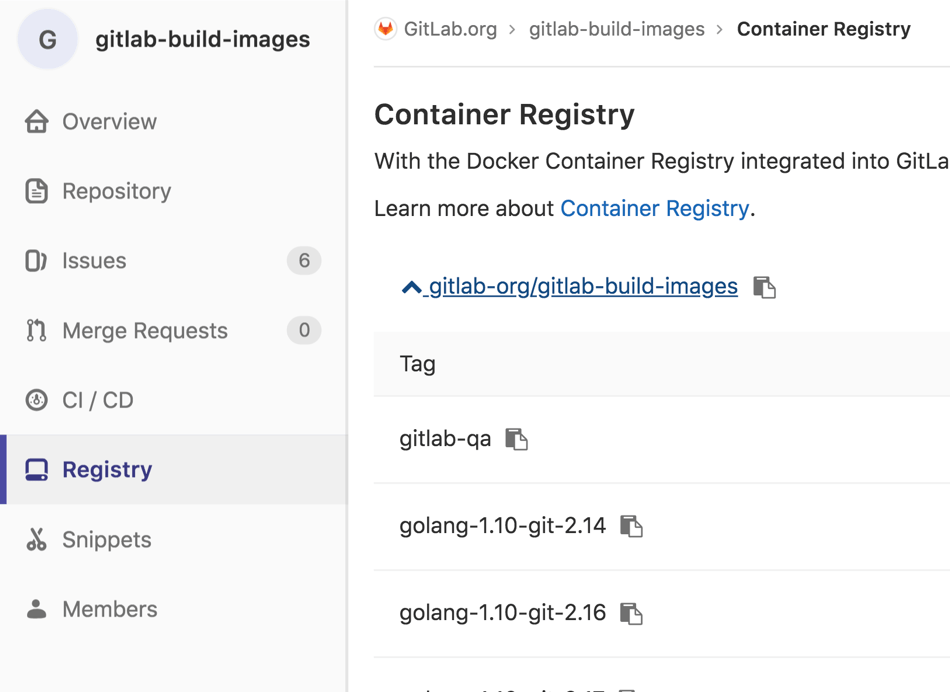 G gitlab-build-images
Overview
Repository
Issues 6
Merge Requests 0
CI / CD
Registry
Snippets
Members
GitLab.org > gitlab-build-images > Container Registry
Container Registry
With the Docker Container Registry integrated into GitLa
Learn more about Container Registry.
gitlab-org/gitlab-build-images
Tag
gitlab-qa
golang-1.10-git-2.14
golang-1.10-git-2.16